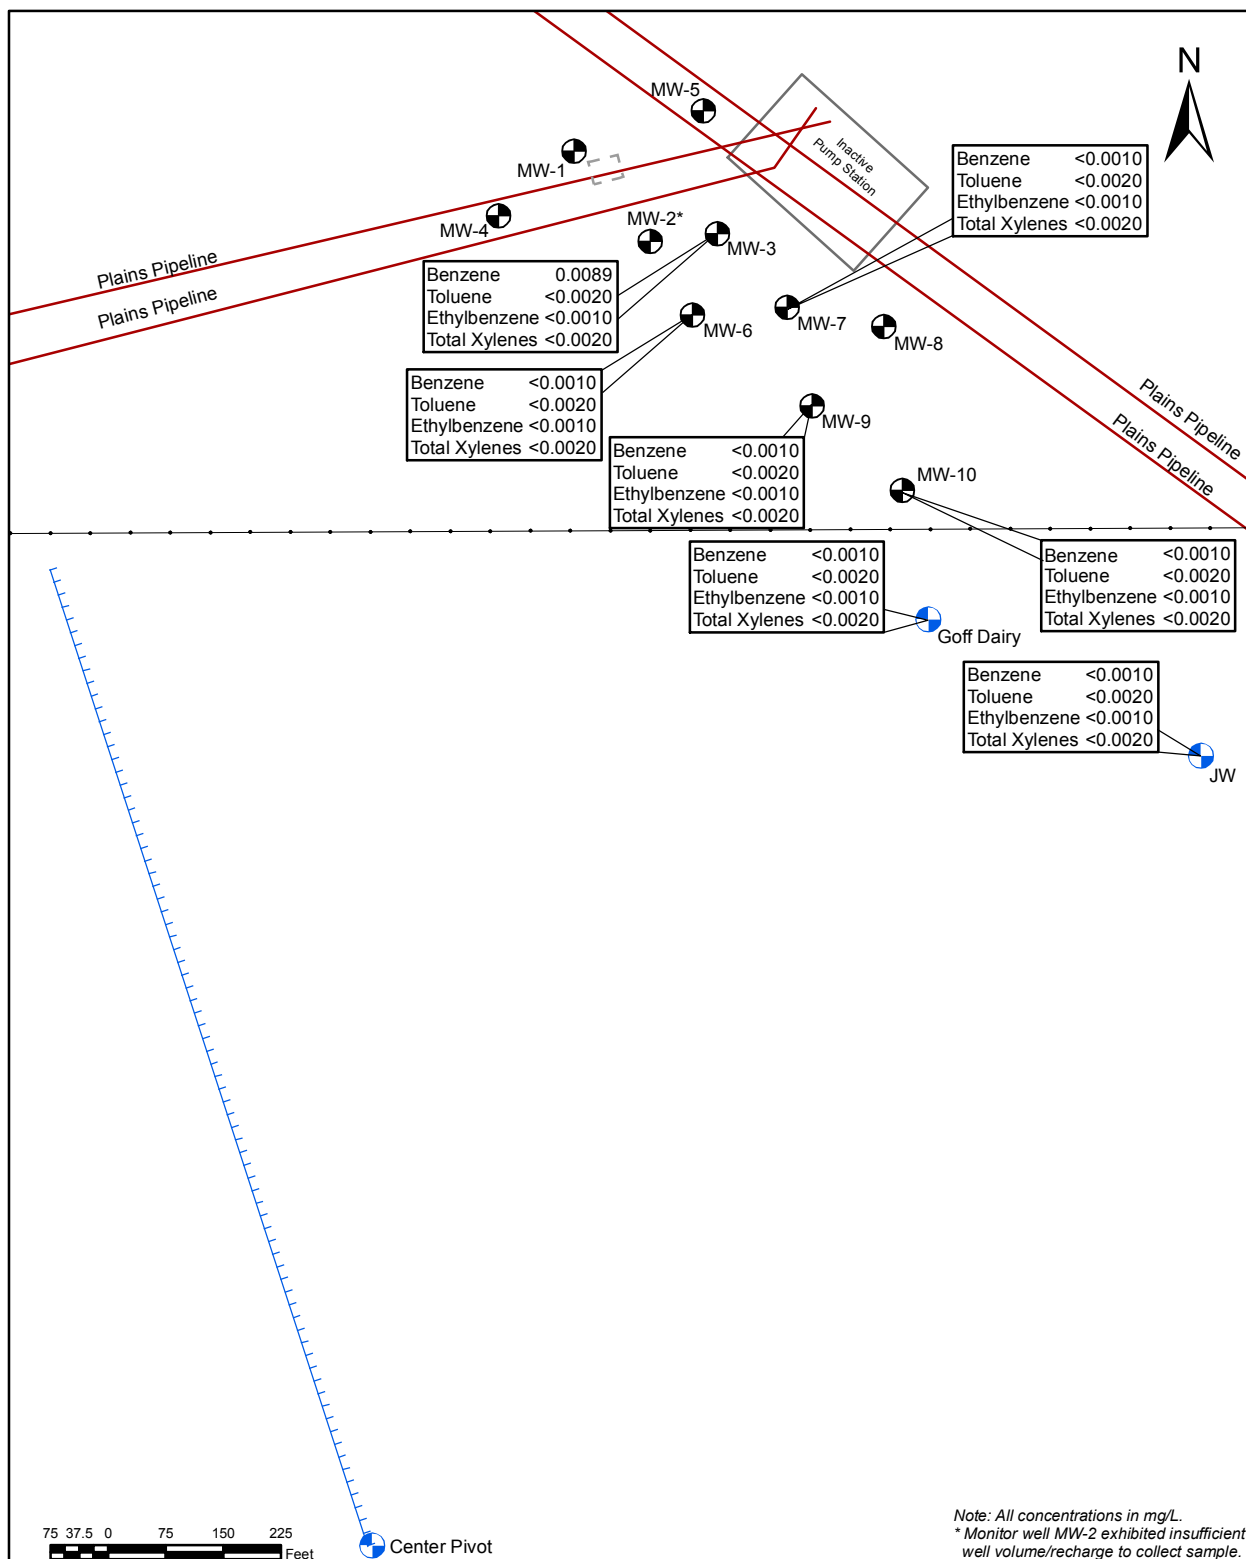 N
MW-5
Inactive
Pump Station
MW-1
Benzene <0.0010
Toluene <0.0020
Ethylbenzene <0.0010
Total Xylenes <0.0020
MW-4
MW-2*
MW-3
Plains Pipeline
Plains Pipeline
Benzene 0.0089
Toluene <0.0020
Ethylbenzene <0.0010
Total Xylenes <0.0020
MW-6
MW-7
MW-8
Benzene <0.0010
Toluene <0.0020
Ethylbenzene <0.0010
Total Xylenes <0.0020
Plains Pipeline
Plains Pipeline
MW-9
Benzene <0.0010
Toluene <0.0020
Ethylbenzene <0.0010
Total Xylenes <0.0020
MW-10
Benzene <0.0010
Toluene <0.0020
Ethylbenzene <0.0010
Total Xylenes <0.0020
Benzene <0.0010
Toluene <0.0020
Ethylbenzene <0.0010
Total Xylenes <0.0020
Goff Dairy
Benzene <0.0010
Toluene <0.0020
Ethylbenzene <0.0010
Total Xylenes <0.0020
JW
75 37.5 0 75 150 225
Feet
Center Pivot
Note: All concentrations in mg/L.
* Monitor well MW-2 exhibited insufficient
well volume/recharge to collect sample.